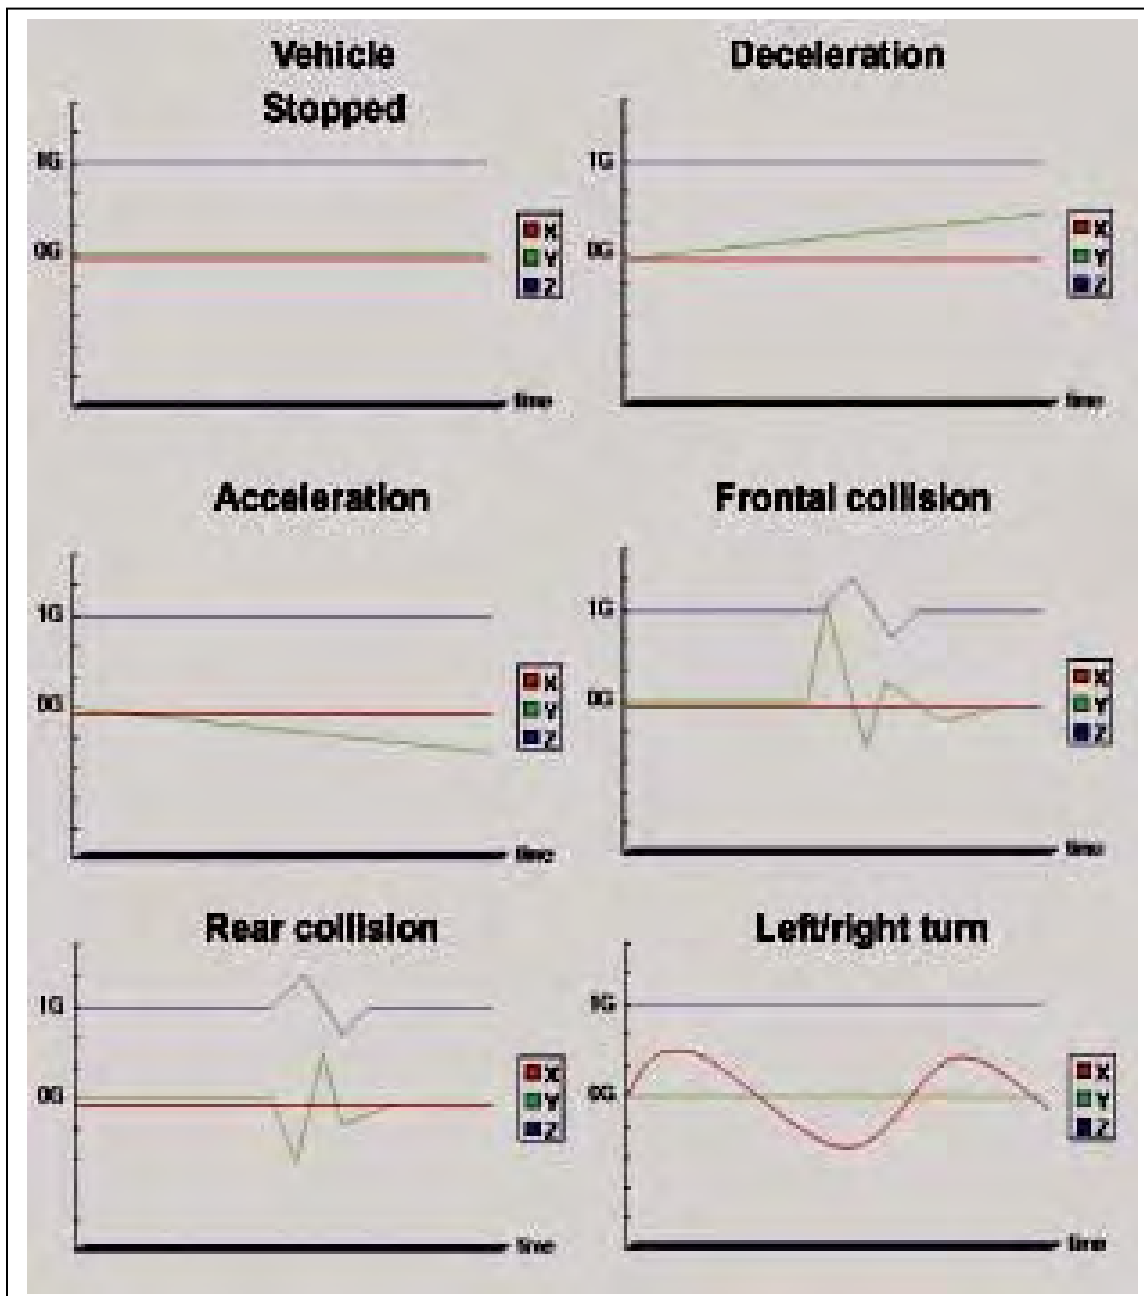 Vehicle
Stopped
1G
0G
X
Y
Z
time
Deceleration
1G
0G
X
Y
Z
time
Acceleration
1G
0G
X
Y
Z
time
Frontal collision
1G
0G
X
Y
Z
time
Rear collision
1G
0G
X
Y
Z
time
Left/right turn
1G
0G
X
Y
Z
time